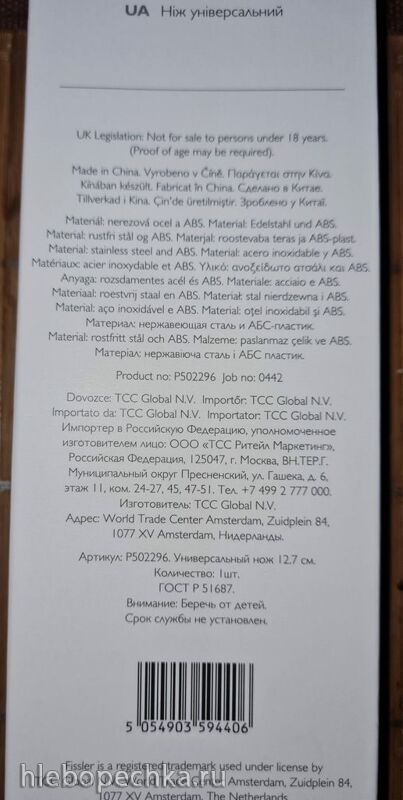 UA Ніж універсальний
UK Legislation: Not for sale to persons under 18 years.
(Proof of age may be required).
Made in China. Vyrobeno v Číně. Παράγεται στην Κίνα.
Kínában készült. Fabricat în China. Сделано в Китае.
Tillverkad i Kina. Çin'de üretilmiştir. Зроблено у Китаї.
Materiál: nerezová ocel a ABS. Material: Edelstahl und ABS.
Material: rustfri stål og ABS. Materjal: roostevaba teras ja ABS-plast.
Material: stainless steel and ABS. Material: acero inoxidable y ABS.
Matériaux: acier inoxydable et ABS. Υλικό: ανοξείδωτο ατσάλι και ABS.
Anyaga: rozsdamentes acél és ABS. Materiale: acciaio e ABS.
Materiaal: roestvrij staal en ABS. Materiał: stal nierdzewna i ABS.
Material: aço inoxidável e ABS. Material: oțel inoxidabil și ABS.
Материал: нержавеющая сталь и АБС-пластик.
Material: rostfritt stål och ABS. Malzeme: paslanmaz çelik ve ABS.
Матеріал: нержавіюча сталь і АБС пластик.
Product no: P502296 Job no: 0442
Dovozce: TCC Global N.V. Importőr: TCC Global N.V.
Importato da: TCC Global N.V. Importator: TCC Global N.V.
Импортер в Российскую Федерацию, уполномоченное
изготовителем лицо: ООО «ТСС Ритейл Маркетинг»,
Российская Федерация, 125047, г. Москва, ВН.ТЕР.Г.
Муниципальный округ Пресненский, ул. Гашека, д. 6,
этаж 11, ком. 24-27, 45, 47-51. Тел. +7 499 2 777 000.
Изготовитель: TCC Global N.V.
Адрес: World Trade Center Amsterdam, Zuidplein 84,
1077 XV Amsterdam, Нидерланды.
Артикул: P502296. Универсальный нож 12.7 см.
Количество: 1шт.
ГОСТ Р 51687.
Внимание: Беречь от детей.
Срок службы не установлен.
5 054903 594406
Fissler is a registered trademark used under license by
Trade Center Amsterdam, Zuidplein 84,
1077 XV Amsterdam, The Netherlands.
hlebopechka.ru